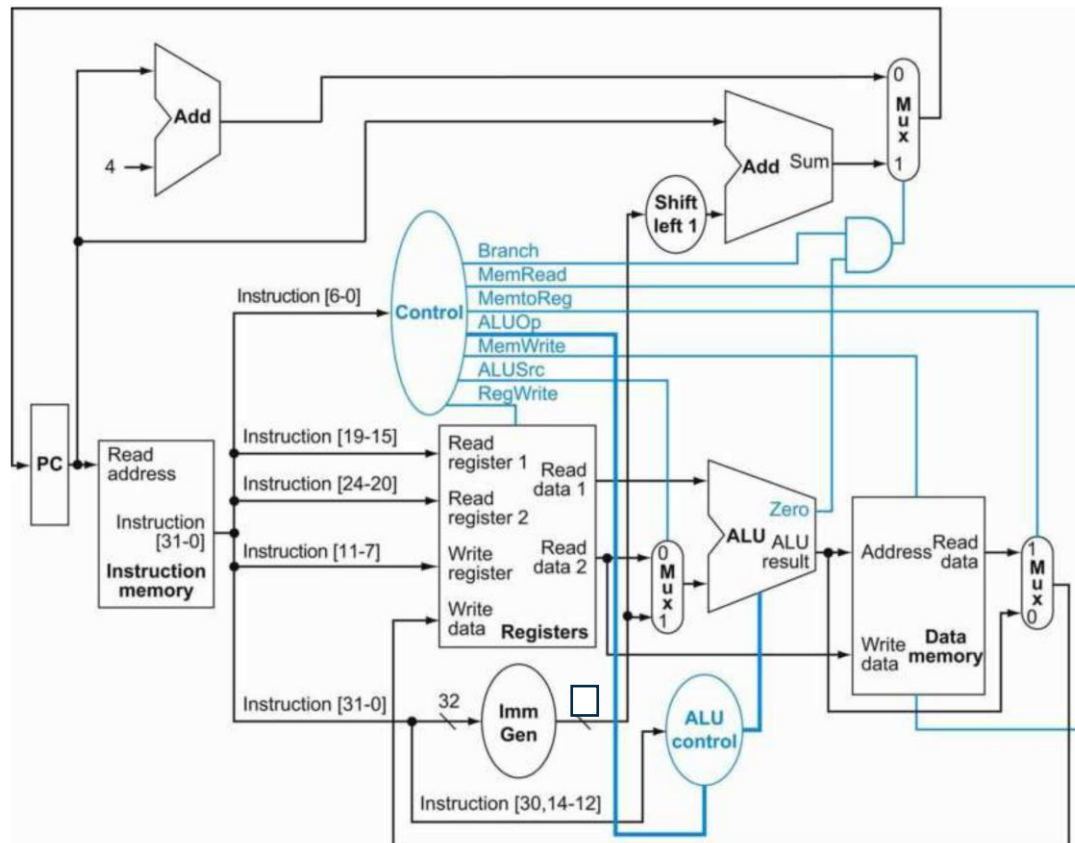 Add
4
Add Sum
0
M
u
x
1
Shift
left 1
Branch
MemRead
MemtoReg
ALUOp
MemWrite
ALUSrc
RegWrite
Control
Instruction [6-0]
Instruction [19-15]
Instruction [24-20]
Instruction [11-7]
Instruction [31-0]
PC
Read
address
Instruction
[31-0]
Instruction
memory
Read
register 1
Read
register 2
Write
register
Write
data
Read
data 1
Read
data 2
Registers
0
M
u
x
1
Zero
ALU
ALU
result
Address
Read
data
Write
data
Data
memory
1
M
u
x
0
32
Imm
Gen
ALU
control
Instruction [30,14-12]